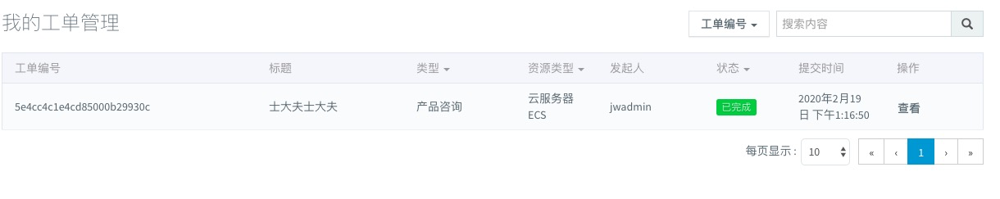 我的工单管理
工单编号 搜索内容
工单编号 标题 类型 资源类型 发起人 状态 提交时间 操作
5e4cc4c1e4cd85000b29930c 士大夫士大夫 产品咨询 云服务器 ECS jwadmin 已完成 2020年2月19日 下午1:16:50 查看
每页显示 : 10 « ‹ 1 › »